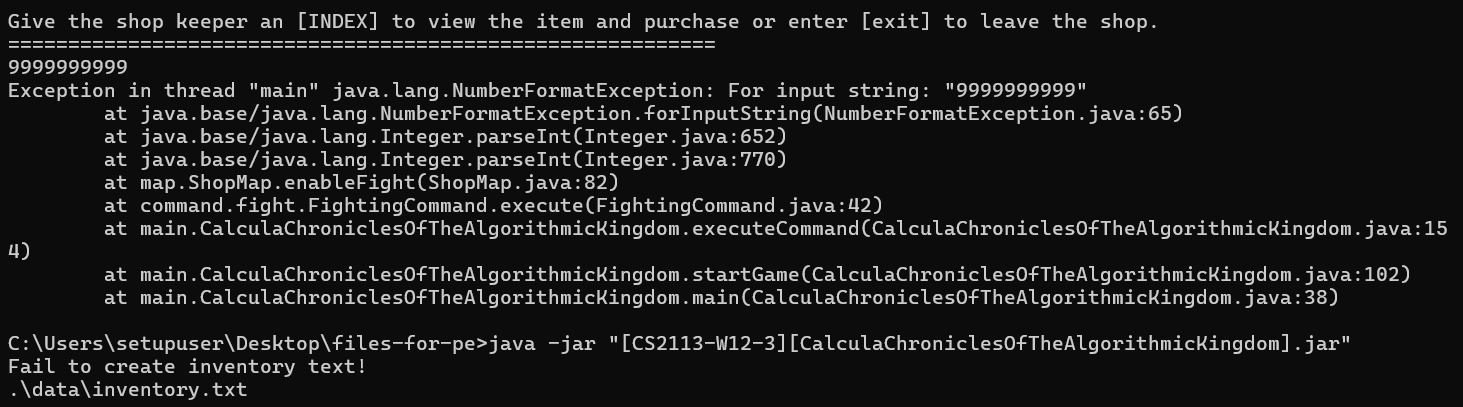 Give the shop keeper an [INDEX] to view the item and purchase or enter [exit] to leave the shop.
===========================================================
9999999999
Exception in thread "main" java.lang.NumberFormatException: For input string: "9999999999"
        at java.base/java.lang.NumberFormatException.forInputString(NumberFormatException.java:65)
        at java.base/java.lang.Integer.parseInt(Integer.java:652)
        at java.base/java.lang.Integer.parseInt(Integer.java:770)
        at map.ShopMap.enableFight(ShopMap.java:82)
        at command.fight.FightingCommand.execute(FightingCommand.java:42)
        at main.CalculaChroniclesOfTheAlgorithmicKingdom.executeCommand(CalculaChroniclesOfTheAlgorithmicKingdom.java:15
4)
        at main.CalculaChroniclesOfTheAlgorithmicKingdom.startGame(CalculaChroniclesOfTheAlgorithmicKingdom.java:102)
        at main.CalculaChroniclesOfTheAlgorithmicKingdom.main(CalculaChroniclesOfTheAlgorithmicKingdom.java:38)

C:\Users\setupuser\Desktop\files-for-pe>java -jar "[CS2113-W12-3][CalculaChroniclesOfTheAlgorithmicKingdom].jar"
Fail to create inventory text!
.\data\inventory.txt